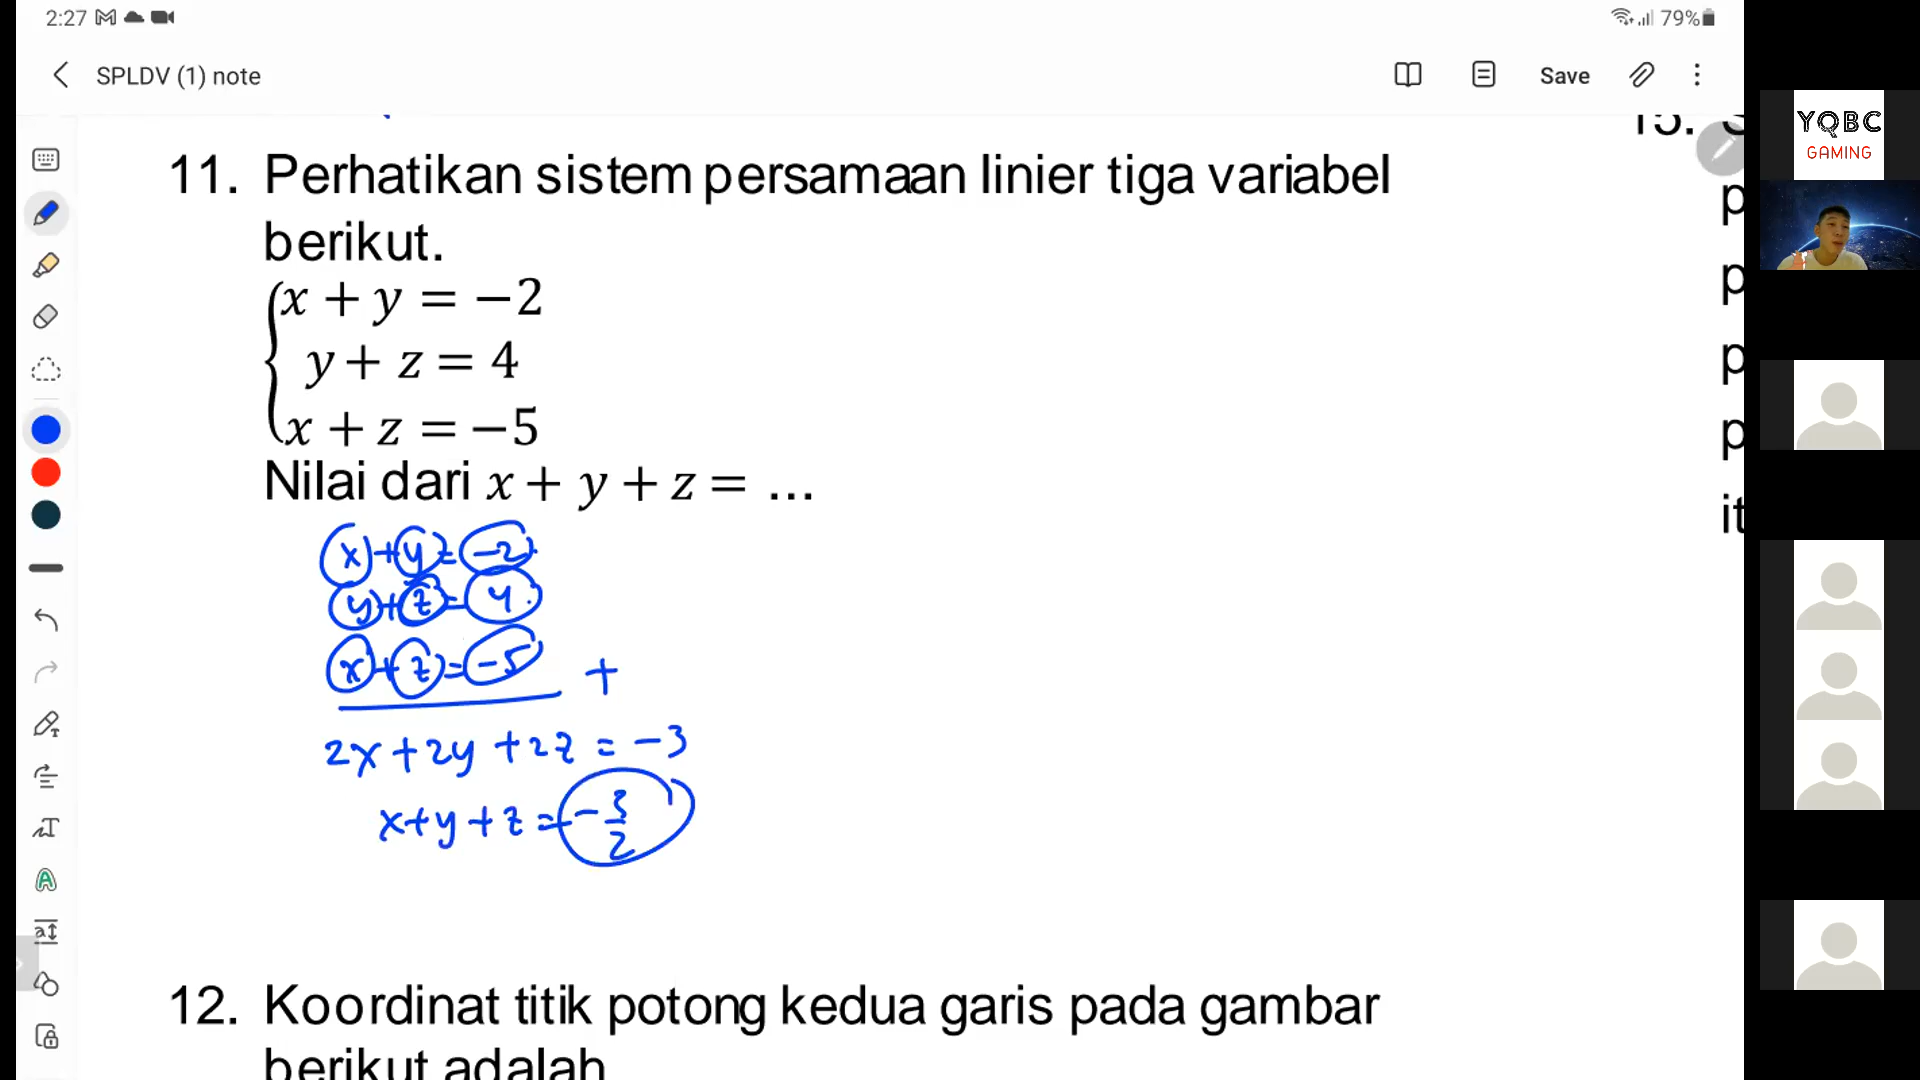 2:27
79%
SPLDV (1) note
Save
15. S
11. Perhatikan sistem persamaan linier tiga variabel
berikut.
x + y = −2
y + z = 4
x + z = −5
Nilai dari x + y + z = ...
x+y=-2
y+z=4
x+z=-5 +
2x+2y+2z = -3
x+y+z = -3/2
12. Koordinat titik potong kedua garis pada gambar
berikut adalah
p
p
p
p
it
YQBC
GAMING